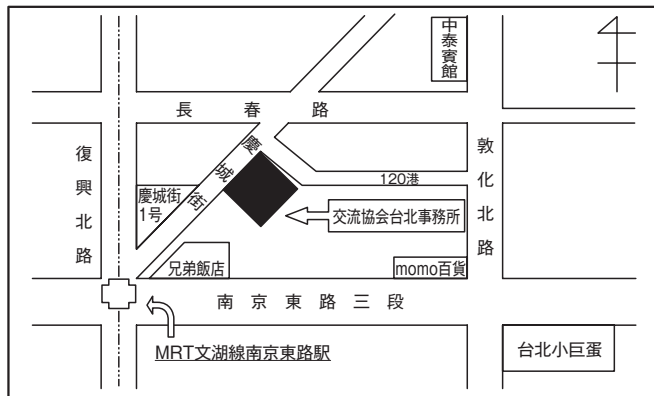 中泰賓館
長春路
復興北路
慶城街
敦化北路
120港
慶城街
1号
交流協会台北事務所
兄弟飯店
momo百貨
南京東路三段
MRT文湖線南京東路駅
台北小巨蛋